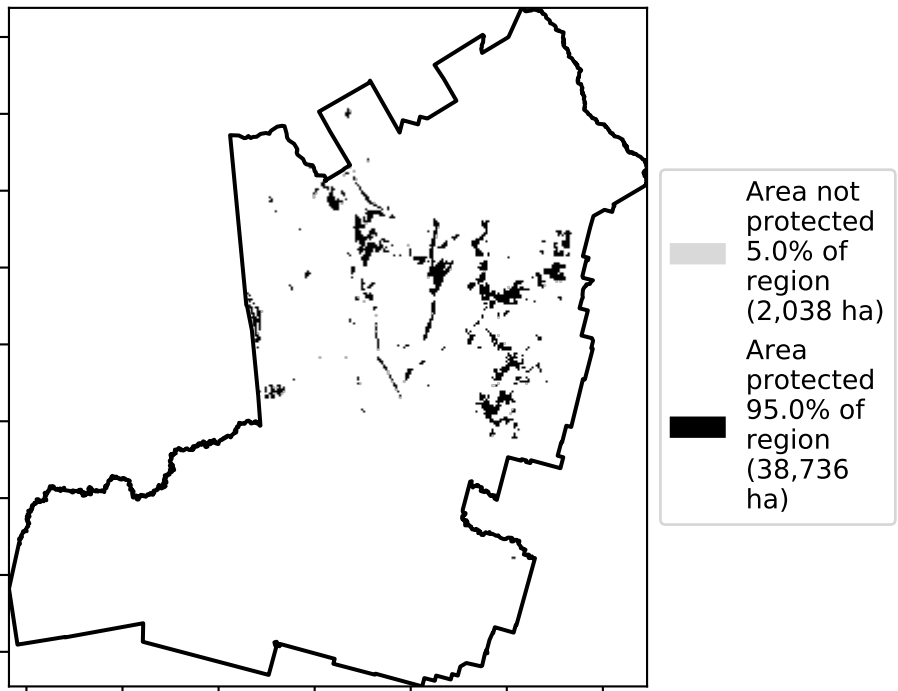 Area not
protected
5.0% of
region
(2,038 ha)
Area
protected
95.0% of
region
(38,736
ha)